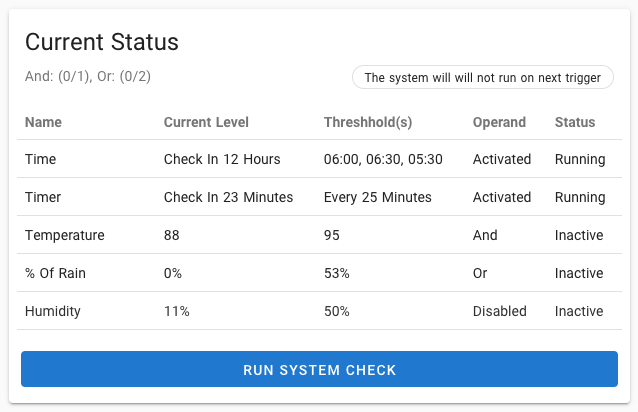 Current Status
And: (0/1), Or: (0/2)
The system will will not run on next trigger
Name Current Level Threshhold(s) Operand Status
Time Check In 12 Hours 06:00, 06:30, 05:30 Activated Running
Timer Check In 23 Minutes Every 25 Minutes Activated Running
Temperature 88 95 And Inactive
% Of Rain 0% 53% Or Inactive
Humidity 11% 50% Disabled Inactive
RUN SYSTEM CHECK